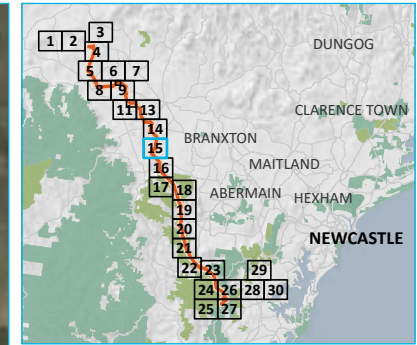 3
1 2
4
DUNGOG
5 6 7
8 9
11 13
CLARENCE TOWN
14
BRANXTON
15
MAITLAND
16
17 18
ABERMAIN HEXHAM
19
20
NEWCASTLE
21
22 23 29
24 26 28 30
25 27